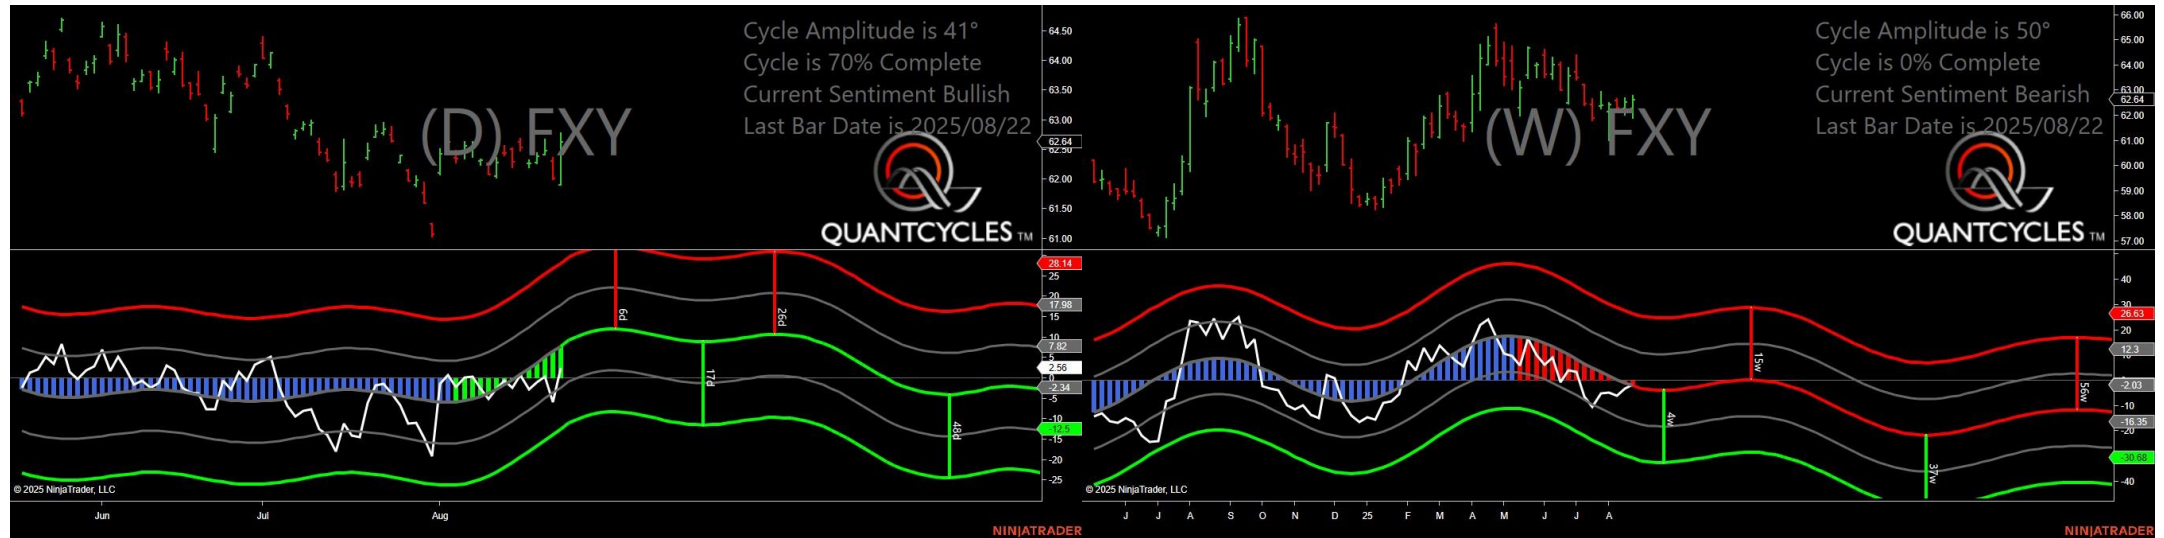 Cycle Amplitude is 41°
Cycle is 70% Complete
Current Sentiment Bullish
Last Bar Date is 2025/08/22
(D) FXY
QUANTCYCLES TM
64.50
64.00
63.50
63.00
62.64
62.50
62.00
61.50
61.00
28.14
25
20
17.98
15
10
7.82
5
2.56
0
-2.34
-5
-10
-12.5
-15
-20
-25
6d
26d
17d
48d
© 2025 NinjaTrader, LLC
Jun
Jul
Aug
NINJATRADER
Cycle Amplitude is 50°
Cycle is 0% Complete
Current Sentiment Bearish
Last Bar Date is 2025/08/22
(W) FXY
QUANTCYCLES TM
66.00
65.00
64.00
63.00
62.64
62.00
61.00
60.00
59.00
58.00
57.00
40
30
26.63
20
12.3
-2.03
-10
-16.35
-20
-30.68
-40
15w
56w
4w
37w
© 2025 NinjaTrader, LLC
J
J
A
S
O
N
D
25
F
M
A
M
J
J
A
NINJATRADER